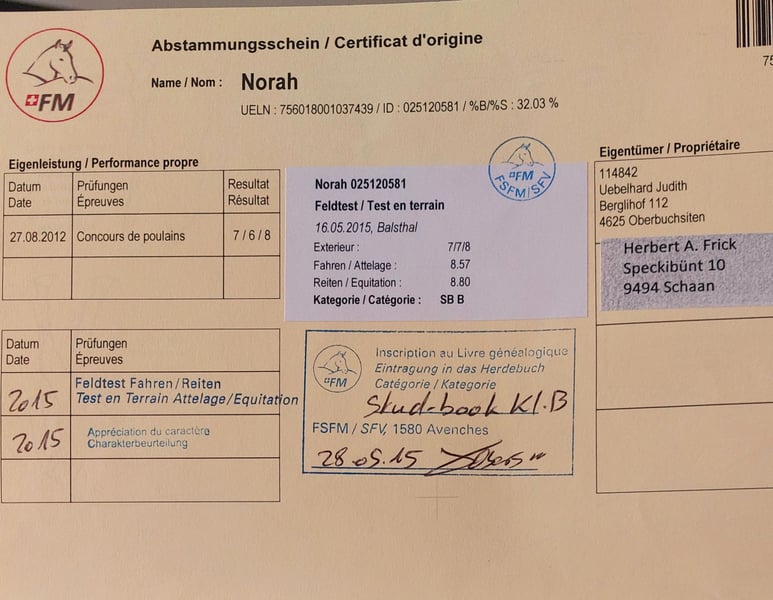 Abstammungsschein / Certificat d'origine
Name / Nom : Norah
UELN : 756018001037439 / ID : 025120581 / %B/%S : 32.03 %
FM
75
Eigenleistung / Performance propre
Datum Prüfungen Resultat
Date Épreuves Résultat
27.08.2012 Concours de poulains 7 / 6 / 8
Norah 025120581
Feldtest / Test en terrain
16.05.2015, Balsthal
Exterieur : 7/7/8
Fahren / Attelage : 8.57
Reiten / Equitation : 8.80
Kategorie / Catégorie : SB B
FM
FSFM/SFV
Eigentümer / Propriétaire
114842
Uebelhard Judith
Berglihof 112
4625 Oberbuchsiten
Herbert A. Frick
Speckibünt 10
9494 Schaan
Datum Prüfungen
Date Épreuves
2015 Feldtest Fahren/Reiten
Test en Terrain Attelage/Equitation
2015 Appréciation du caractère
Charakterbeurteilung
FM
Inscription au Livre généalogique
Eintragung in das Herdebuch
Catégorie / Kategorie
Stud-book Kl.B
FSFM / SFV, 1580 Avenches
28.05.15